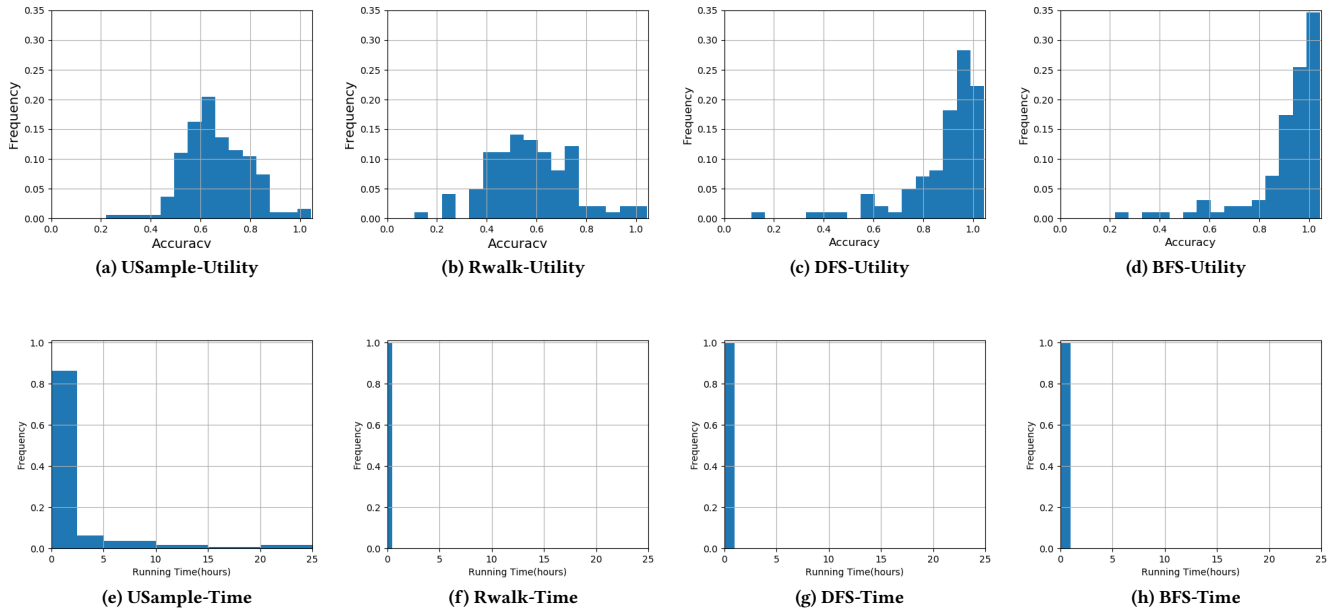 0.35
0.30
0.25
0.20
0.15
0.10
0.05
0.00
Frequency
0.0 0.2 0.4 0.6 0.8 1.0
Accuracy
(a) USample-Utility
0.35
0.30
0.25
0.20
0.15
0.10
0.05
0.00
Frequency
0.0 0.2 0.4 0.6 0.8 1.0
Accuracy
(b) Rwalk-Utility
0.35
0.30
0.25
0.20
0.15
0.10
0.05
0.00
Frequency
0.0 0.2 0.4 0.6 0.8 1.0
Accuracy
(c) DFS-Utility
0.35
0.30
0.25
0.20
0.15
0.10
0.05
0.00
Frequency
0.0 0.2 0.4 0.6 0.8 1.0
Accuracy
(d) BFS-Utility
1.0
0.8
0.6
0.4
0.2
0.0
Frequency
0 5 10 15 20 25
Running Time(hours)
(e) USample-Time
1.0
0.8
0.6
0.4
0.2
0.0
Frequency
0 5 10 15 20 25
Running Time(hours)
(f) Rwalk-Time
1.0
0.8
0.6
0.4
0.2
0.0
Frequency
0 5 10 15 20 25
Running Time(hours)
(g) DFS-Time
1.0
0.8
0.6
0.4
0.2
0.0
Frequency
0 5 10 15 20 25
Running Time(hours)
(h) BFS-Time